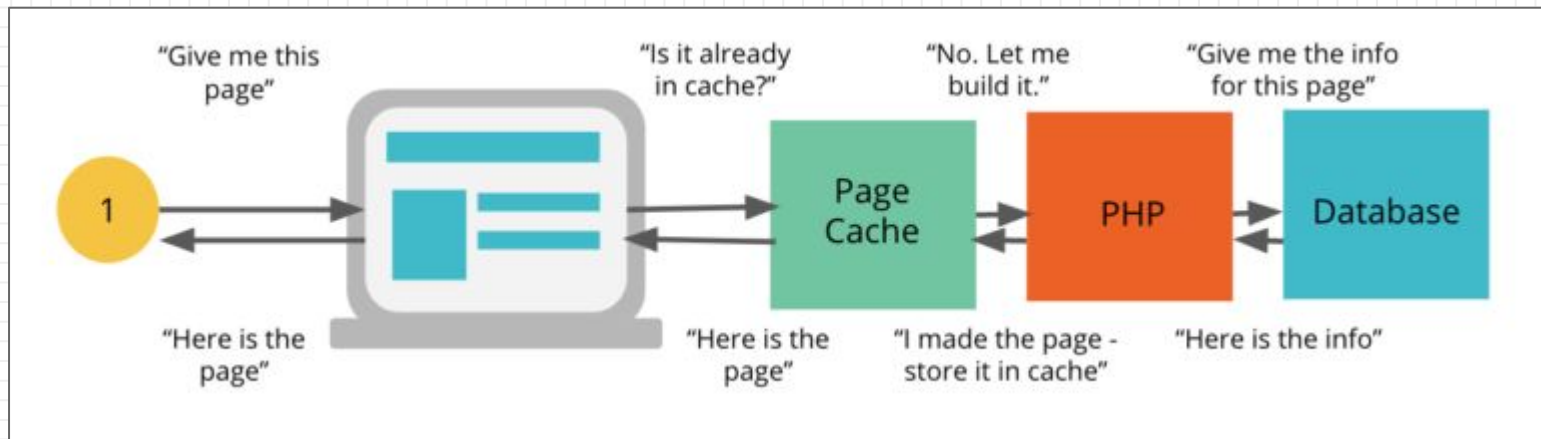 “Give me this
page”
“Is it already
in cache?”
“No. Let me
build it.”
“Give me the info
for this page”
1
Page
Cache
PHP
Database
“Here is the
page”
“Here is the
page”
“I made the page -
store it in cache”
“Here is the info”